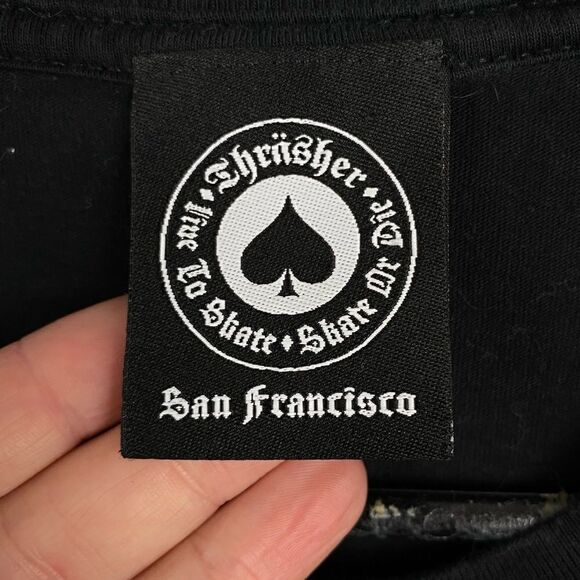 Thräsher
Live To Skate • Skate Or Die
San Francisco